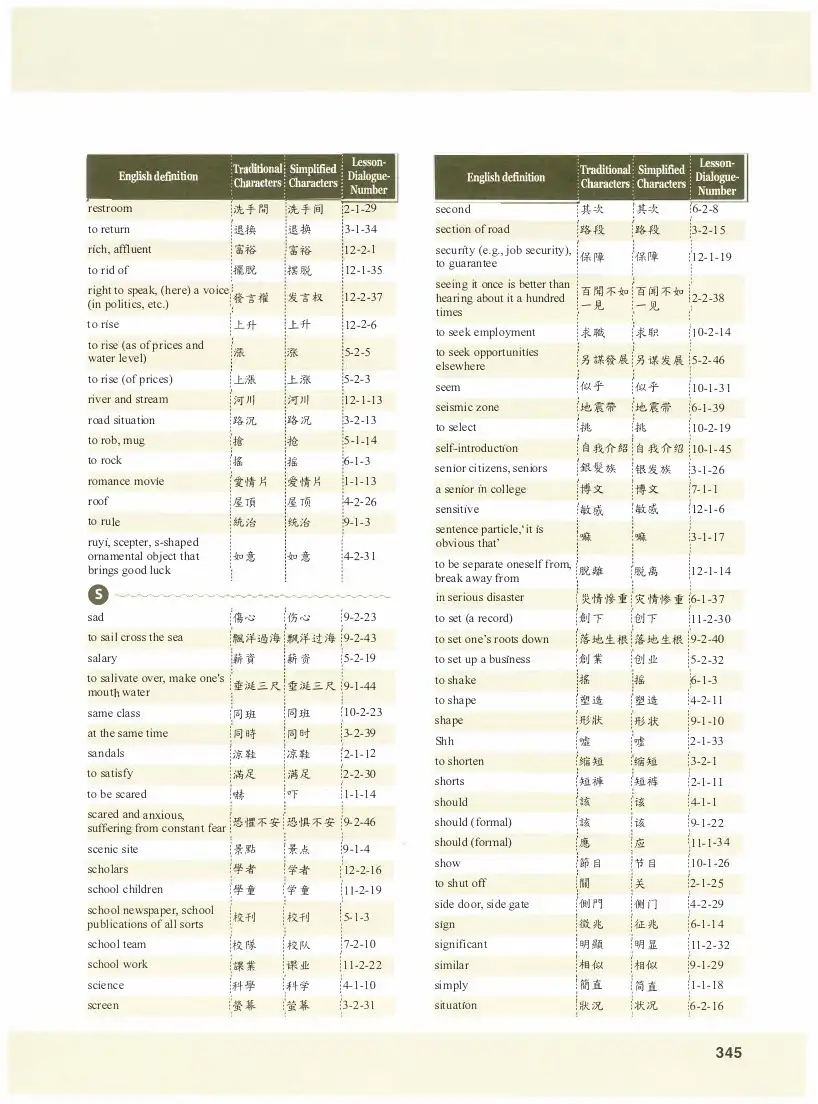 English definition Traditional Characters Simplified Characters Lesson-Dialogue-Number
restroom 洗手間 洗手间 2-1-29
to return 退換 退换 3-1-34
rich, affluent 富裕 富裕 12-2-1
to rid of 擺脫 摆脱 12-1-35
right to speak, (here) a voice
(in politics, etc.) 發言權 发言权 12-2-37
to rise 上升 上升 12-2-6
to rise (as of prices and
water level) 漲 涨 5-2-5
to rise (of prices) 上漲 上涨 5-2-3
river and stream 河川 河川 12-1-13
road situation 路況 路况 3-2-13
to rob, mug 搶 抢 5-1-14
to rock 搖 摇 6-1-3
romance movie 愛情片 爱情片 1-1-13
roof 屋頂 屋顶 4-2-26
to rule 統治 统治 9-1-3
ruyi, scepter, s-shaped
ornamental object that
brings good luck 如意 如意 4-2-31
S
sad 傷心 伤心 9-2-23
to sail cross the sea 飄洋過海 飘洋过海 9-2-43
salary 薪資 薪资 5-2-19
to salivate over, make one's
mouth water 垂涎三尺 垂涎三尺 9-1-44
same class 同班 同班 10-2-23
at the same time 同時 同时 3-2-39
sandals 涼鞋 凉鞋 2-1-12
to satisfy 滿足 满足 2-2-30
to be scared 嚇 吓 1-1-14
scared and anxious,
suffering from constant fear 恐懼不安 恐惧不安 9-2-46
scenic site 景點 景点 9-1-4
scholars 學者 学者 12-2-16
school children 學童 学童 11-2-19
school newspaper, school
publications of all sorts 校刊 校刊 5-1-3
school team 校隊 校队 7-2-10
school work 課業 课业 11-2-22
science 科學 科学 4-1-10
screen 螢幕 萤幕 3-2-31
English definition Traditional Characters Simplified Characters Lesson-Dialogue-Number
second 其次 其次 6-2-8
section of road 路段 路段 3-2-15
security (e.g., job security),
to guarantee 保障 保障 12-1-19
seeing it once is better than
hearing about it a hundred
times 百聞不如一見 百闻不如一见 2-2-38
to seek employment 求職 求职 10-2-14
to seek opportunities
elsewhere 另謀發展 另谋发展 5-2-46
seem 似乎 似乎 10-1-31
seismic zone 地震帶 地震带 6-1-39
to select 挑 挑 10-2-19
self-introduction 自我介紹 自我介绍 10-1-45
senior citizens, seniors 銀髮族 银发族 3-1-26
a senior in college 博文 博文 7-1-1
sensitive 敏感 敏感 12-1-6
sentence particle,‘it is
obvious that’ 嘛 嘛 3-1-17
to be separate oneself from,
break away from 脫離 脱离 12-1-14
in serious disaster 災情慘重 灾情惨重 6-1-37
to set (a record) 創下 创下 11-2-30
to set one’s roots down 落地生根 落地生根 9-2-40
to set up a business 創業 创业 5-2-32
to shake 搖 摇 6-1-3
to shape 塑造 塑造 4-2-11
shape 形狀 形状 9-1-10
Shh 噓 嘘 2-1-33
to shorten 縮短 缩短 3-2-1
shorts 短褲 短裤 2-1-11
should 該 该 4-1-1
should (formal) 該 该 9-1-22
should (formal) 應 应 11-1-34
show 節目 节目 10-1-26
to shut off 關 关 2-1-25
side door, side gate 側門 侧门 4-2-29
sign 徵兆 征兆 6-1-14
significant 明顯 明显 11-2-32
similar 相似 相似 9-1-29
simply 簡直 简直 1-1-18
situation 狀況 状况 6-2-16
345